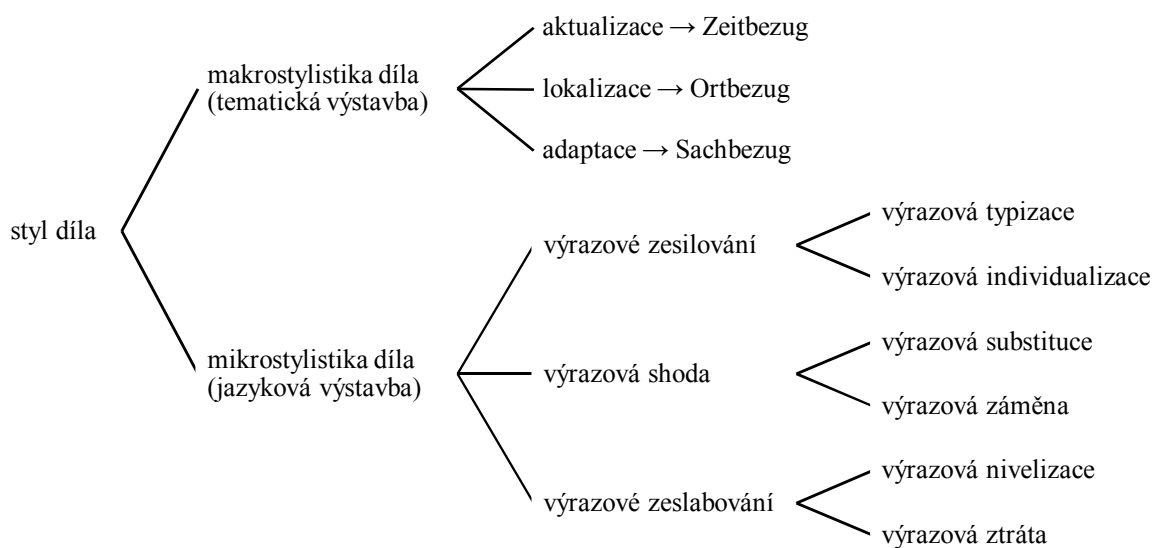 aktualizace → Zeitbezug
makrostylistika díla
(tematická výstavba)
lokalizace → Ortbezug
adaptace → Sachbezug
styl díla
výrazové zesilování
výrazová typizace
výrazová individualizace
mikrostylistika díla
(jazyková výstavba)
výrazová shoda
výrazová substituce
výrazová záměna
výrazové zeslabování
výrazová nivelizace
výrazová ztráta